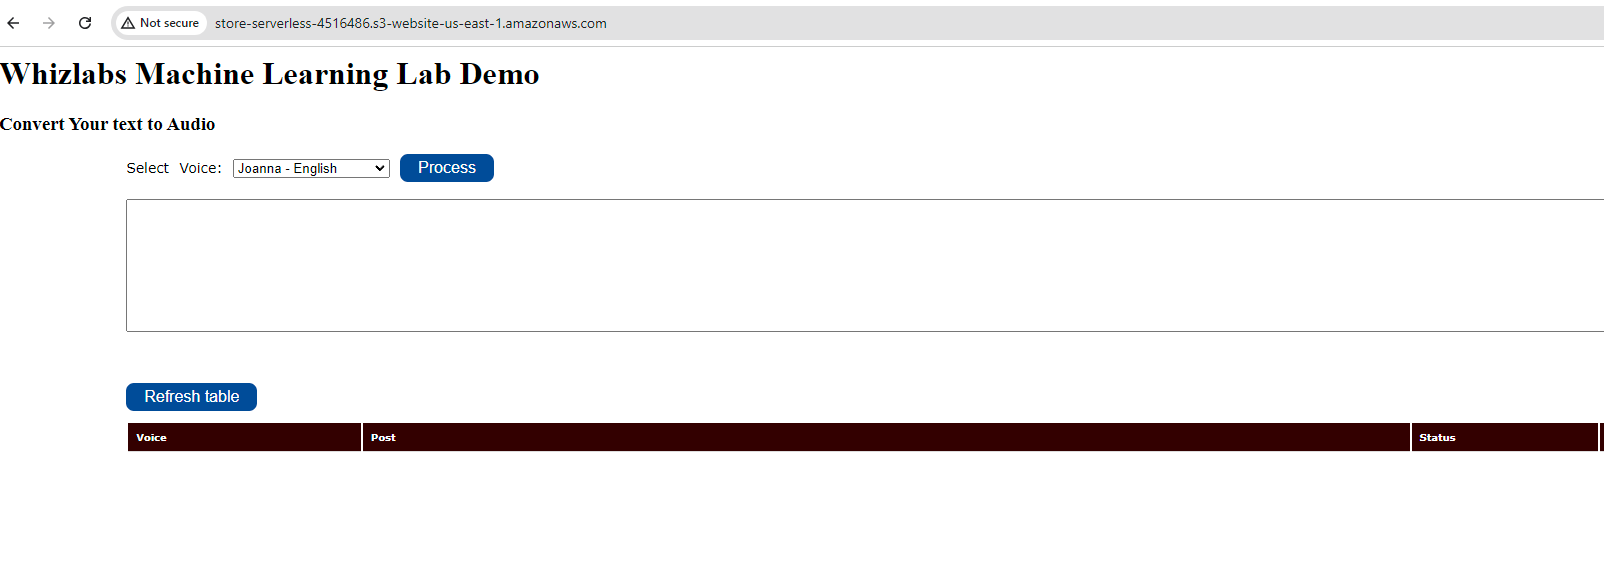 Not secure store-serverless-4516486.s3-website-us-east-1.amazonaws.com
Whizlabs Machine Learning Lab Demo
Convert Your text to Audio
Select Voice: Joanna - English Process
Refresh table
Voice Post Status